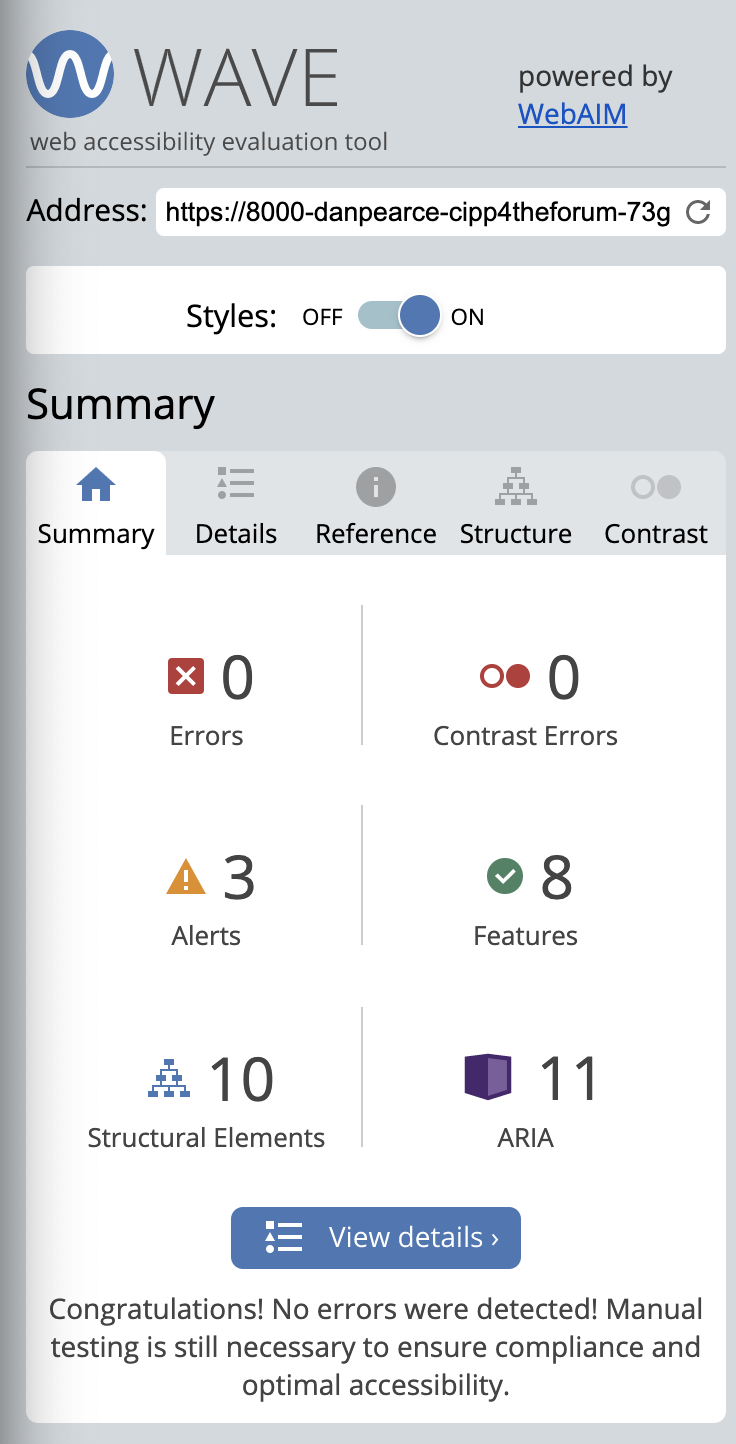 WAVE
web accessibility evaluation tool
powered by
WebAIM
Address: https://8000-danpearce-cipp4theforum-73g
Styles: OFF ON
Summary
Summary Details Reference Structure Contrast
0 0
Errors Contrast Errors
3 8
Alerts Features
10 11
Structural Elements ARIA
View details ›
Congratulations! No errors were detected! Manual
testing is still necessary to ensure compliance and
optimal accessibility.